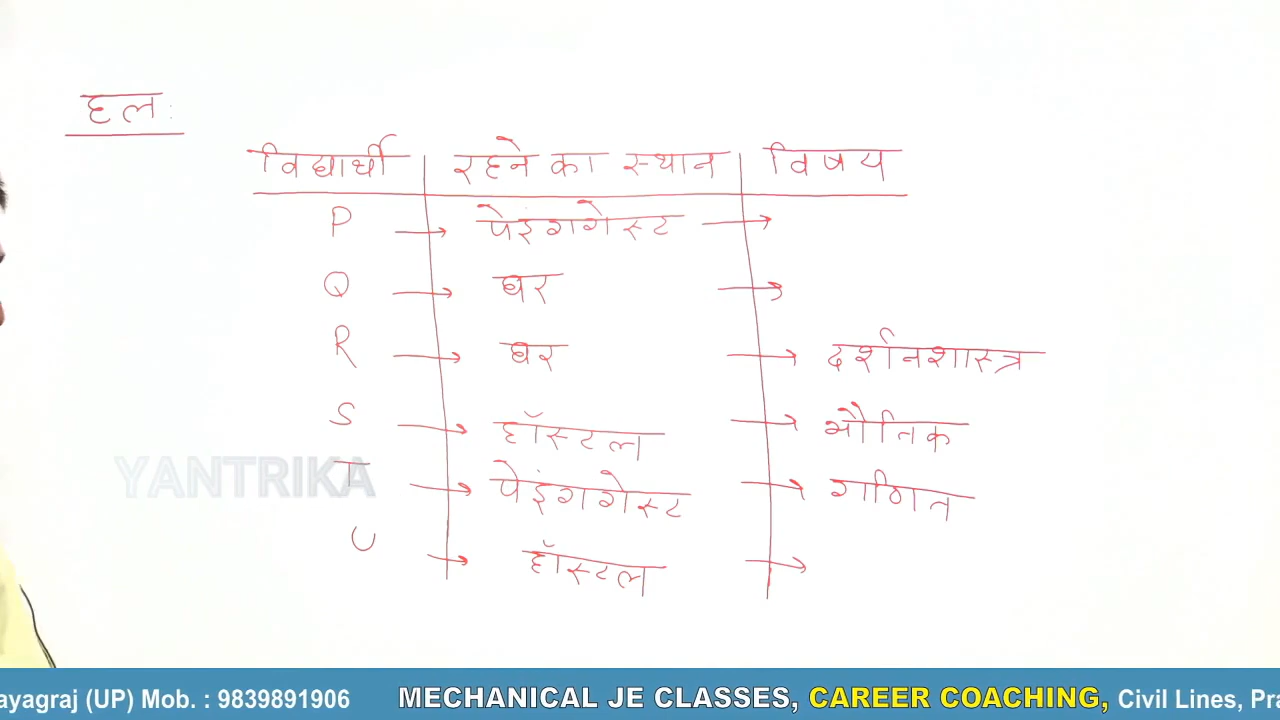 हल:
विद्यार्थी रहने का स्थान विषय
P → पेइंगगेस्ट →
Q → घर →
R → घर → दर्शनशास्त्र
S → हॉस्टल → भौतिक
YANTRIKA
T → पेइंगगेस्ट → गणित
U → हॉस्टल →
ayagraj (UP) Mob. : 9839891906 MECHANICAL JE CLASSES, CAREER COACHING, Civil Lines, Pra